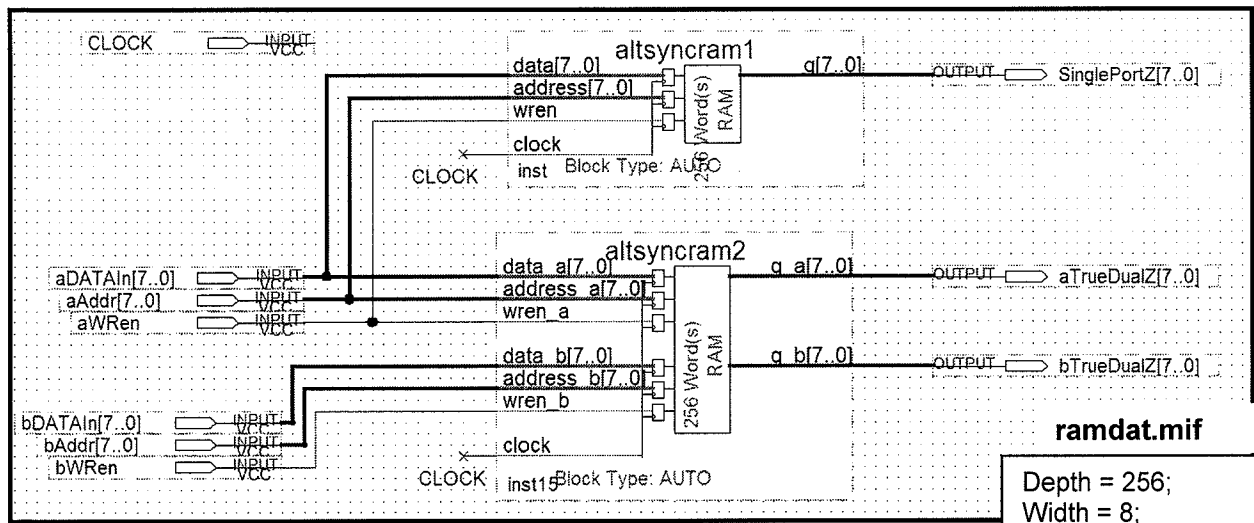 CLOCK INPUT VCC
altsyncram1
data[7..0]
address[7..0]
wren
clock
CLOCK
inst
Block Type: AUTO
256 Word(s)
RAM
q[7..0]
OUTPUT SinglePortZ[7..0]
altsyncram2
aDATAIn[7..0] INPUT VCC
aAddr[7..0] INPUT VCC
aWRen INPUT VCC
data_a[7..0]
address_a[7..0]
wren_a
data_b[7..0]
address_b[7..0]
wren_b
clock
CLOCK
inst15
Block Type: AUTO
256 Word(s)
RAM
q_a[7..0]
OUTPUT aTrueDualZ[7..0]
q_b[7..0]
OUTPUT bTrueDualZ[7..0]
bDATAIn[7..0] INPUT VCC
bAddr[7..0] INPUT VCC
bWRen INPUT VCC
ramdat.mif
Depth = 256;
Width = 8;